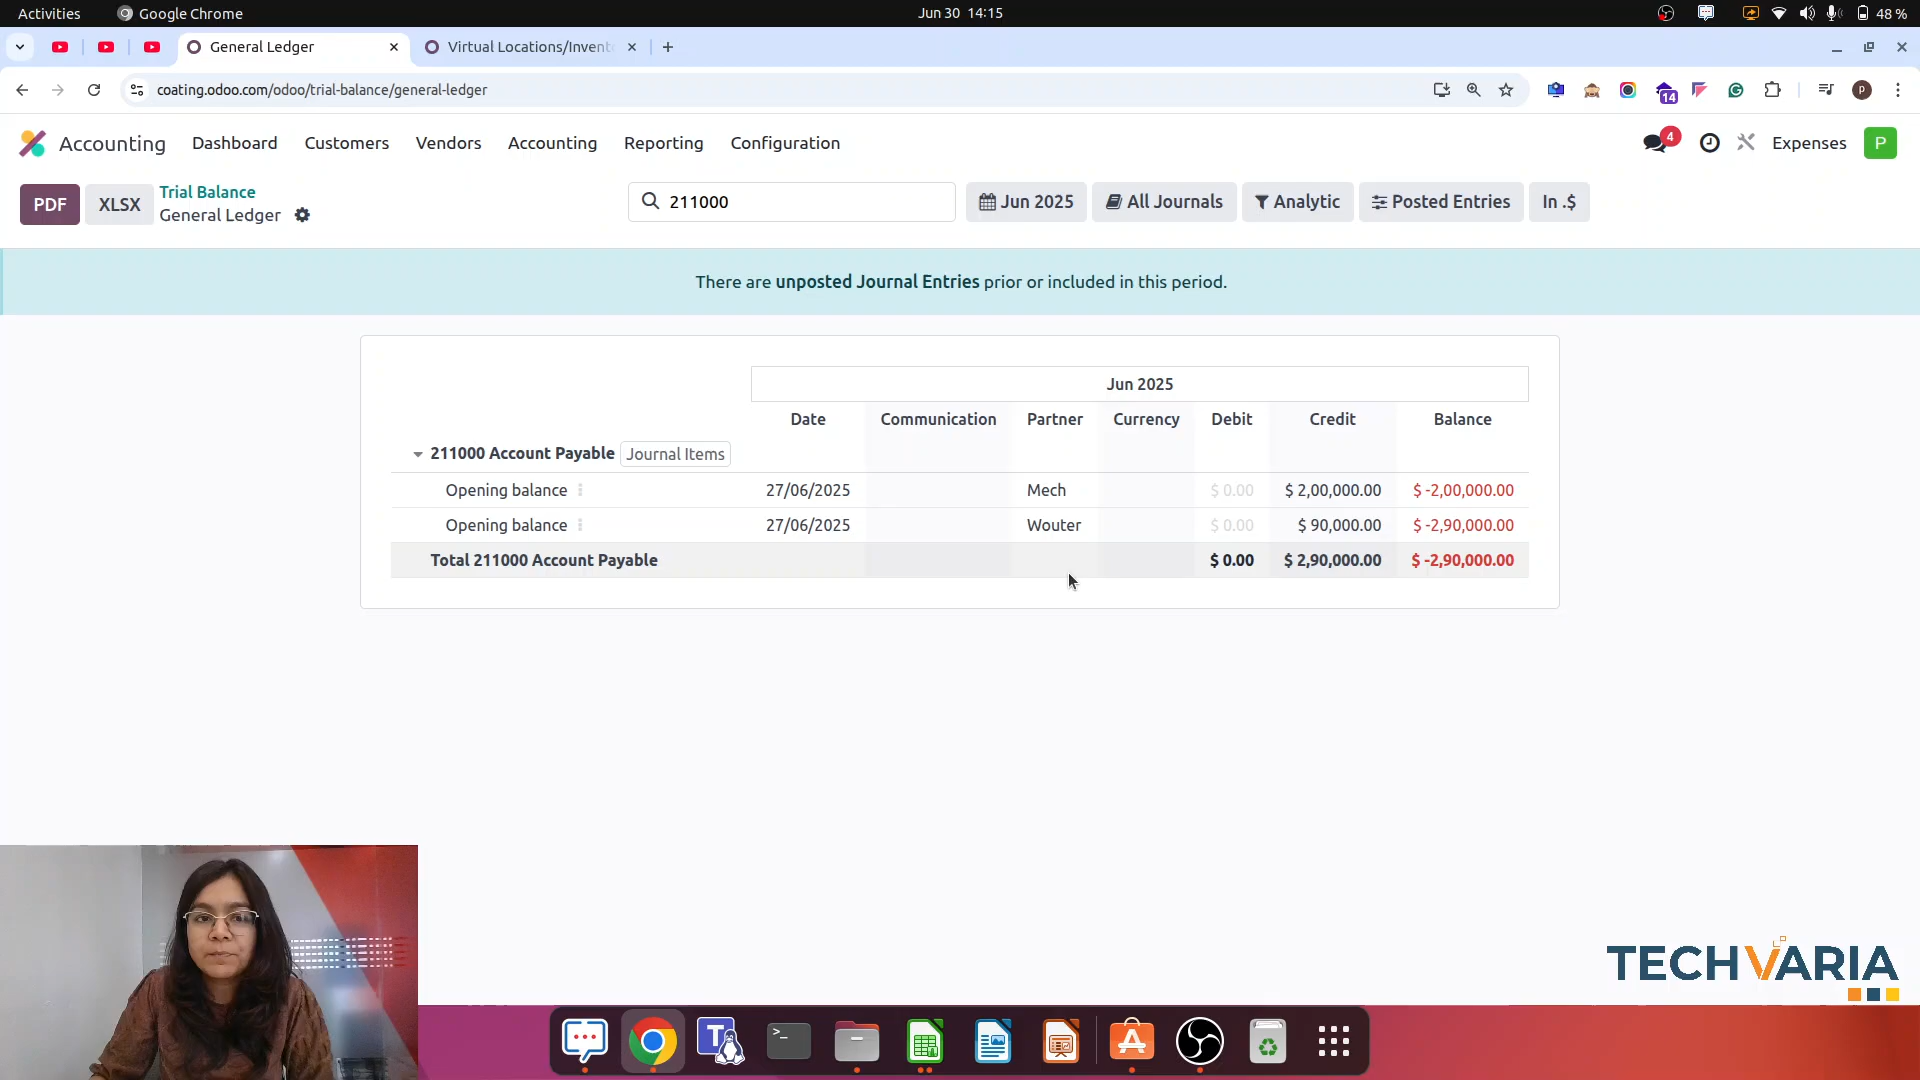 Activities
Google Chrome
Jun 30 14:15
48 %
General Ledger
Virtual Locations/Invent
coating.odoo.com/odoo/trial-balance/general-ledger
14
P
Accounting
Dashboard
Customers
Vendors
Accounting
Reporting
Configuration
4
Expenses
P
PDF
XLSX
Trial Balance
General Ledger
211000
Jun 2025
All Journals
Analytic
Posted Entries
In .$
There are unposted Journal Entries prior or included in this period.
Jun 2025
Date Communication Partner Currency Debit Credit Balance
211000 Account Payable Journal Items
Opening balance 27/06/2025 Mech $ 0.00 $ 2,00,000.00 $ -2,00,000.00
Opening balance 27/06/2025 Wouter $ 0.00 $ 90,000.00 $ -2,90,000.00
Total 211000 Account Payable $ 0.00 $ 2,90,000.00 $ -2,90,000.00
TECHVARIA
T
>_